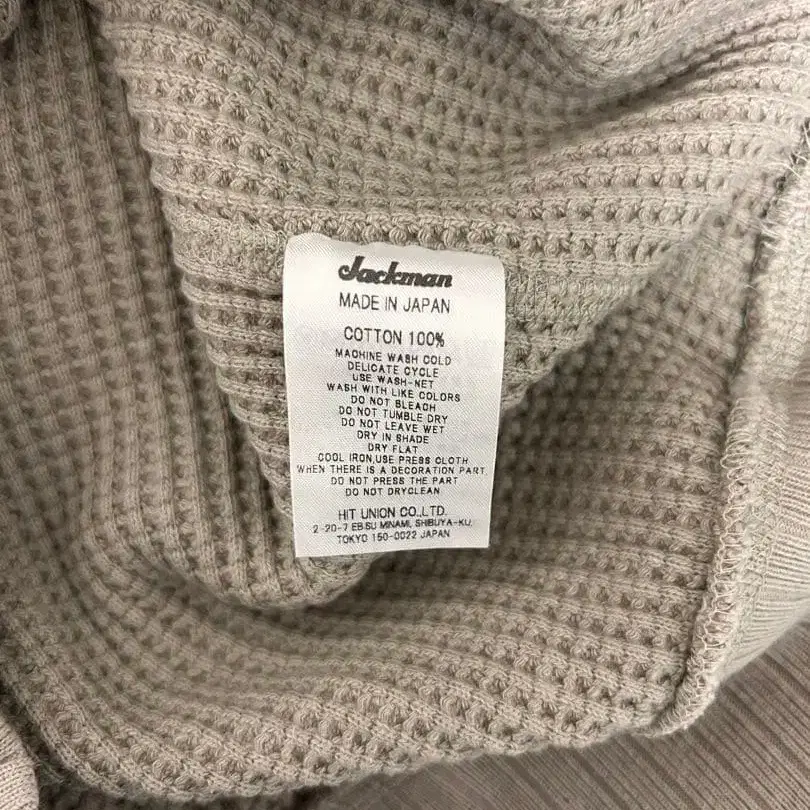 Jackman
MADE IN JAPAN
COTTON 100%
MACHINE WASH COLD
DELICATE CYCLE
USE WASH-NET
WASH WITH LIKE COLORS
DO NOT BLEACH
DO NOT TUMBLE DRY
DO NOT LEAVE WET
DRY IN SHADE
DRY FLAT
COOL IRON,USE PRESS CLOTH
WHEN THERE IS A DECORATION PART,
DO NOT PRESS THE PART
DO NOT DRYCLEAN
HIT UNION CO.,LTD.
2-20-7 EBISU MINAMI, SHIBUYA-KU,
TOKYO 150-0022 JAPAN